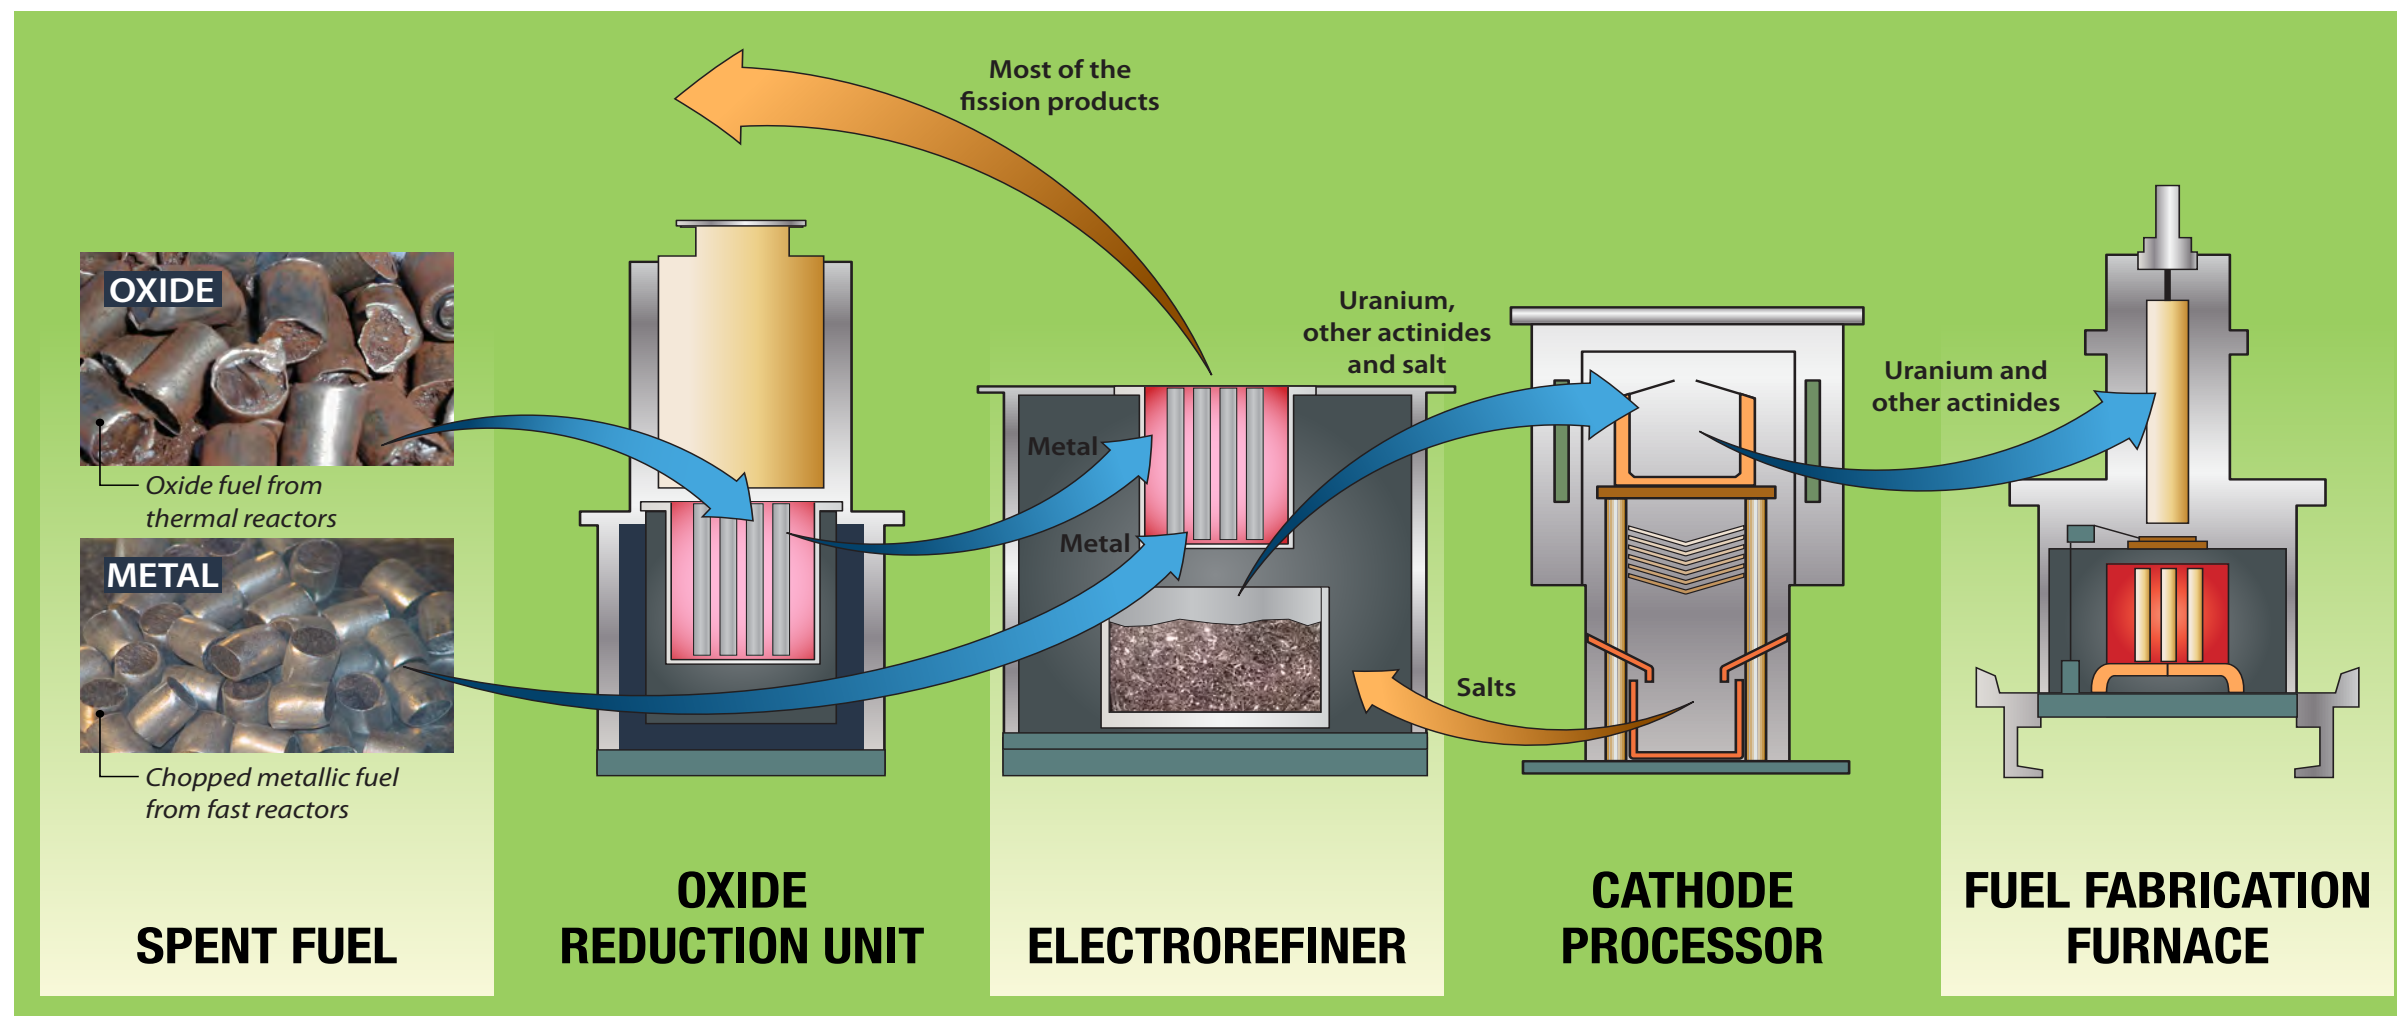 Most of the
fission products
OXIDE
Oxide fuel from
thermal reactors
METAL
Chopped metallic fuel
from fast reactors
Metal
Metal
Uranium,
other actinides
and salt
Salts
Uranium and
other actinides
SPENT FUEL
OXIDE
REDUCTION UNIT
ELECTROREFINER
CATHODE
PROCESSOR
FUEL FABRICATION
FURNACE